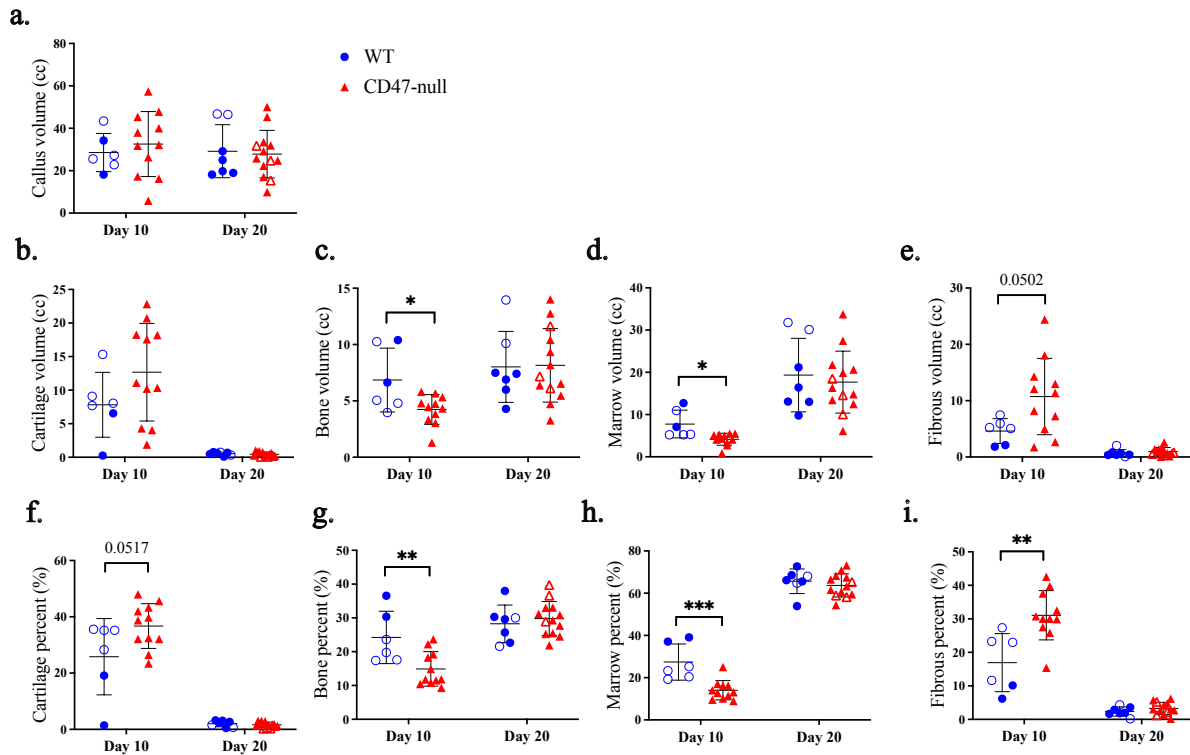 a.
Callus volume (cc)
80
60
40
20
0
Day 10
Day 20
WT
CD47-null
b.
Cartilage volume (cc)
25
20
15
10
5
0
Day 10
Day 20
c.
Bone volume (cc)
15
10
5
0
*
Day 10
Day 20
d.
Marrow volume (cc)
40
30
20
10
0
*
Day 10
Day 20
e.
Fibrous volume (cc)
30
20
10
0
0.0502
Day 10
Day 20
f.
Cartilage percent (%)
60
40
20
0
0.0517
Day 10
Day 20
g.
Bone percent (%)
50
40
30
20
10
0
**
Day 10
Day 20
h.
Marrow percent (%)
80
60
40
20
0
***
Day 10
Day 20
i.
Fibrous percent (%)
50
40
30
20
10
0
**
Day 10
Day 20